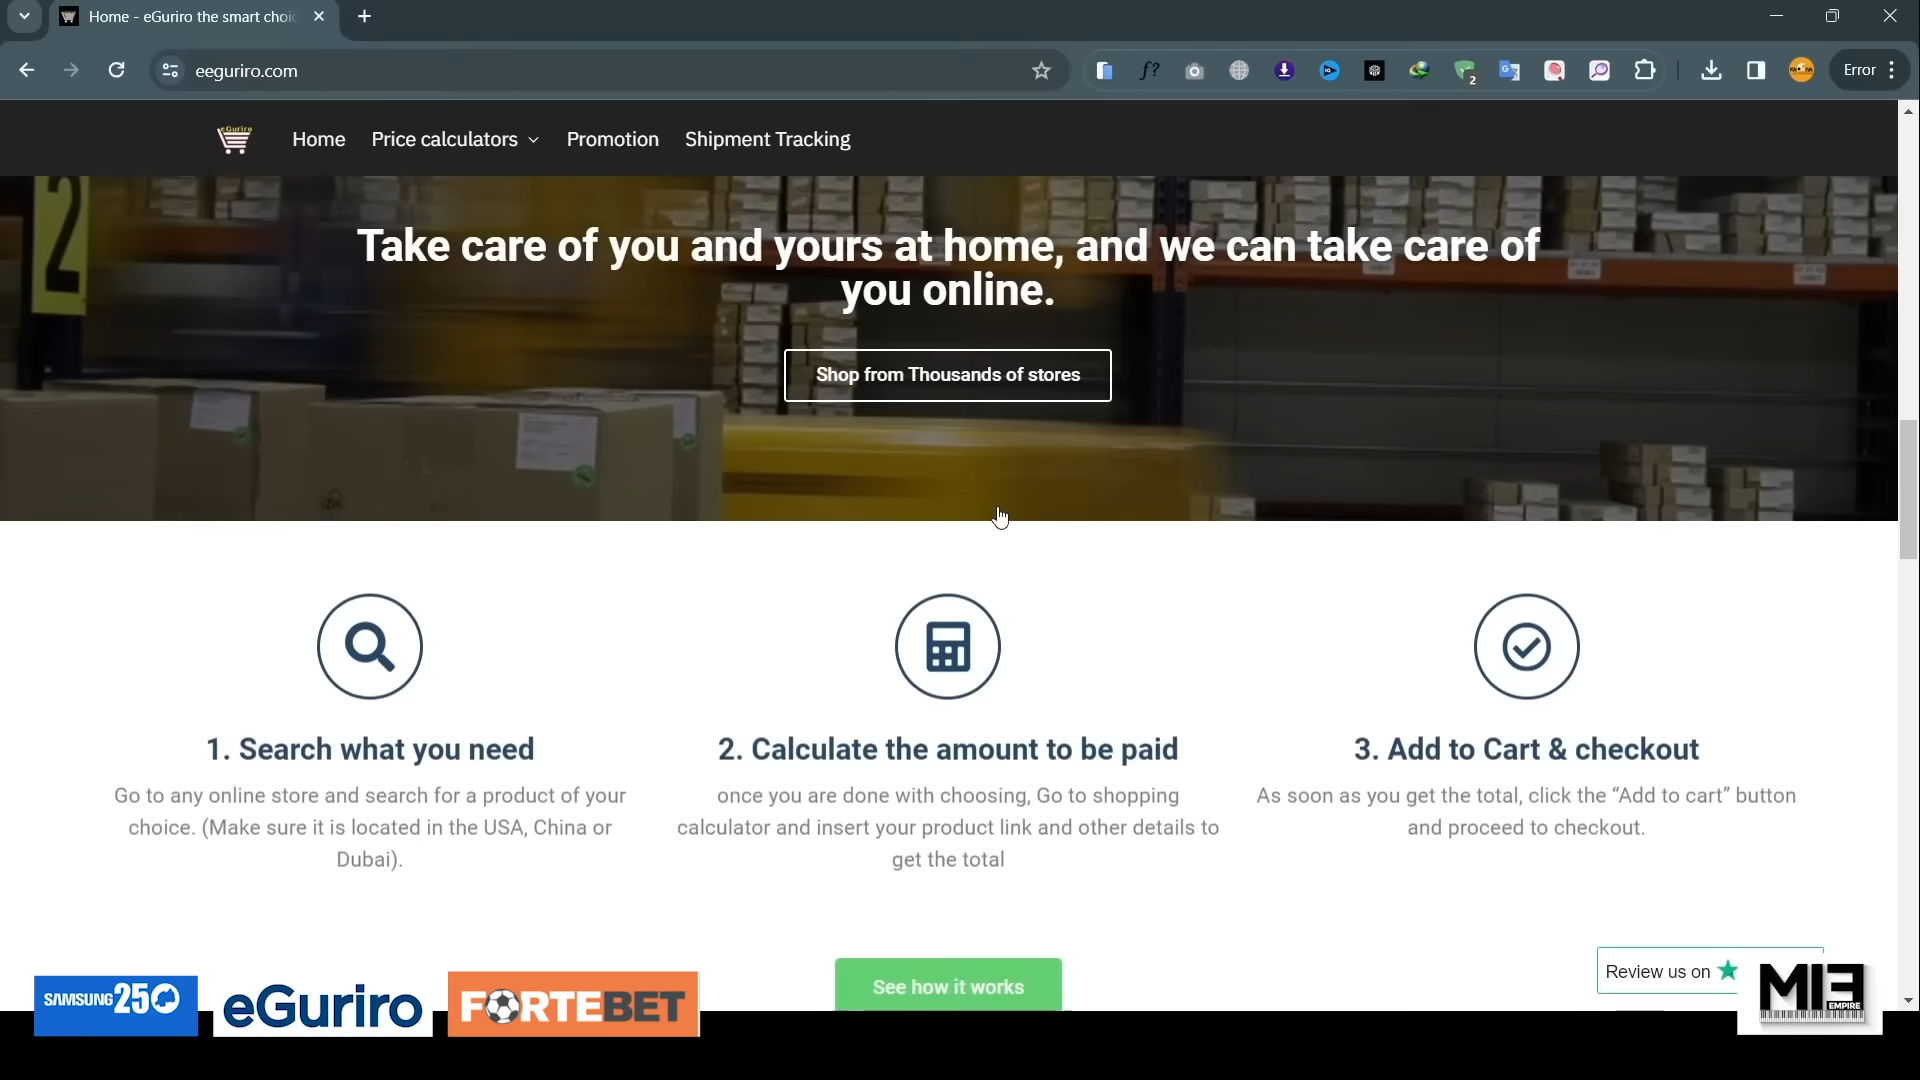 Home - eGuriro the smart choic
eeguriro.com
f?
2
Error
eGuriro
Home
Price calculators
Promotion
Shipment Tracking
2
Take care of you and yours at home, and we can take care of
you online.
Shop from Thousands of stores
1. Search what you need
Go to any online store and search for a product of your
choice. (Make sure it is located in the USA, China or
Dubai).
2. Calculate the amount to be paid
once you are done with choosing, Go to shopping
calculator and insert your product link and other details to
get the total
3. Add to Cart & checkout
As soon as you get the total, click the “Add to cart” button
and proceed to checkout.
See how it works
Review us on
SAMSUNG250
eGuriro
FORTEBET
MIE
EMPIRE